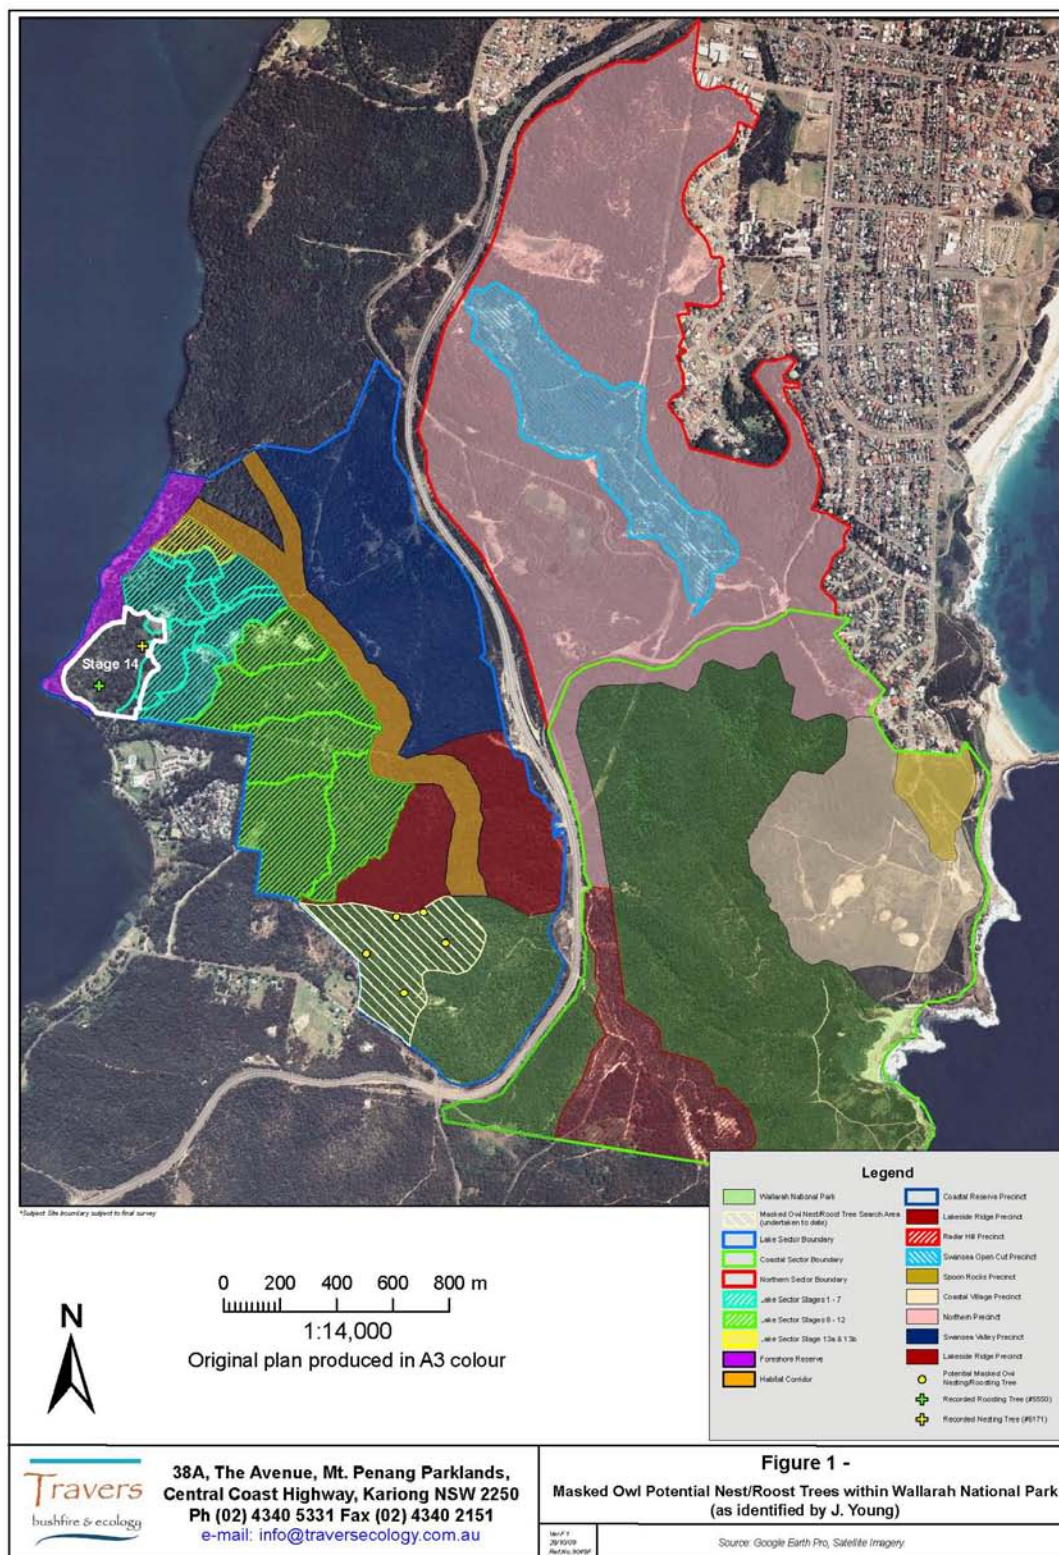 Stage 14
*Subject Site boundary subject to final survey
Legend
Wallarah National Park
Masked Owl Nest/Roost Tree Search Area
(undertaken to date)
Lake Sector Boundary
Coastal Sector Boundary
Northern Sector Boundary
Lake Sector Stages 1 - 7
Lake Sector Stages 8 - 12
Lake Sector Stage 13a & 13b
Foreshore Reserve
Habitat Corridor
Coastal Reserve Precinct
Lakeside Ridge Precinct
Radar Hill Precinct
Swansea Open Cut Precinct
Spoon Rocks Precinct
Coastal Village Precinct
Northern Precinct
Swansea Valley Precinct
Lakeside Ridge Precinct
Potential Masked Owl
Nesting/Roosting Tree
Recorded Roosting Tree (#5550)
Recorded Nesting Tree (#6171)
0 200 400 600 800 m
1:14,000
Original plan produced in A3 colour
N
Travers
bushfire & ecology
38A, The Avenue, Mt. Penang Parklands,
Central Coast Highway, Kariong NSW 2250
Ph (02) 4340 5331 Fax (02) 4340 2151
e-mail: info@traversecology.com.au
Figure 1 -
Masked Owl Potential Nest/Roost Trees within Wallarah National Park
(as identified by J. Young)
Source: Google Earth Pro, Satellite Imagery